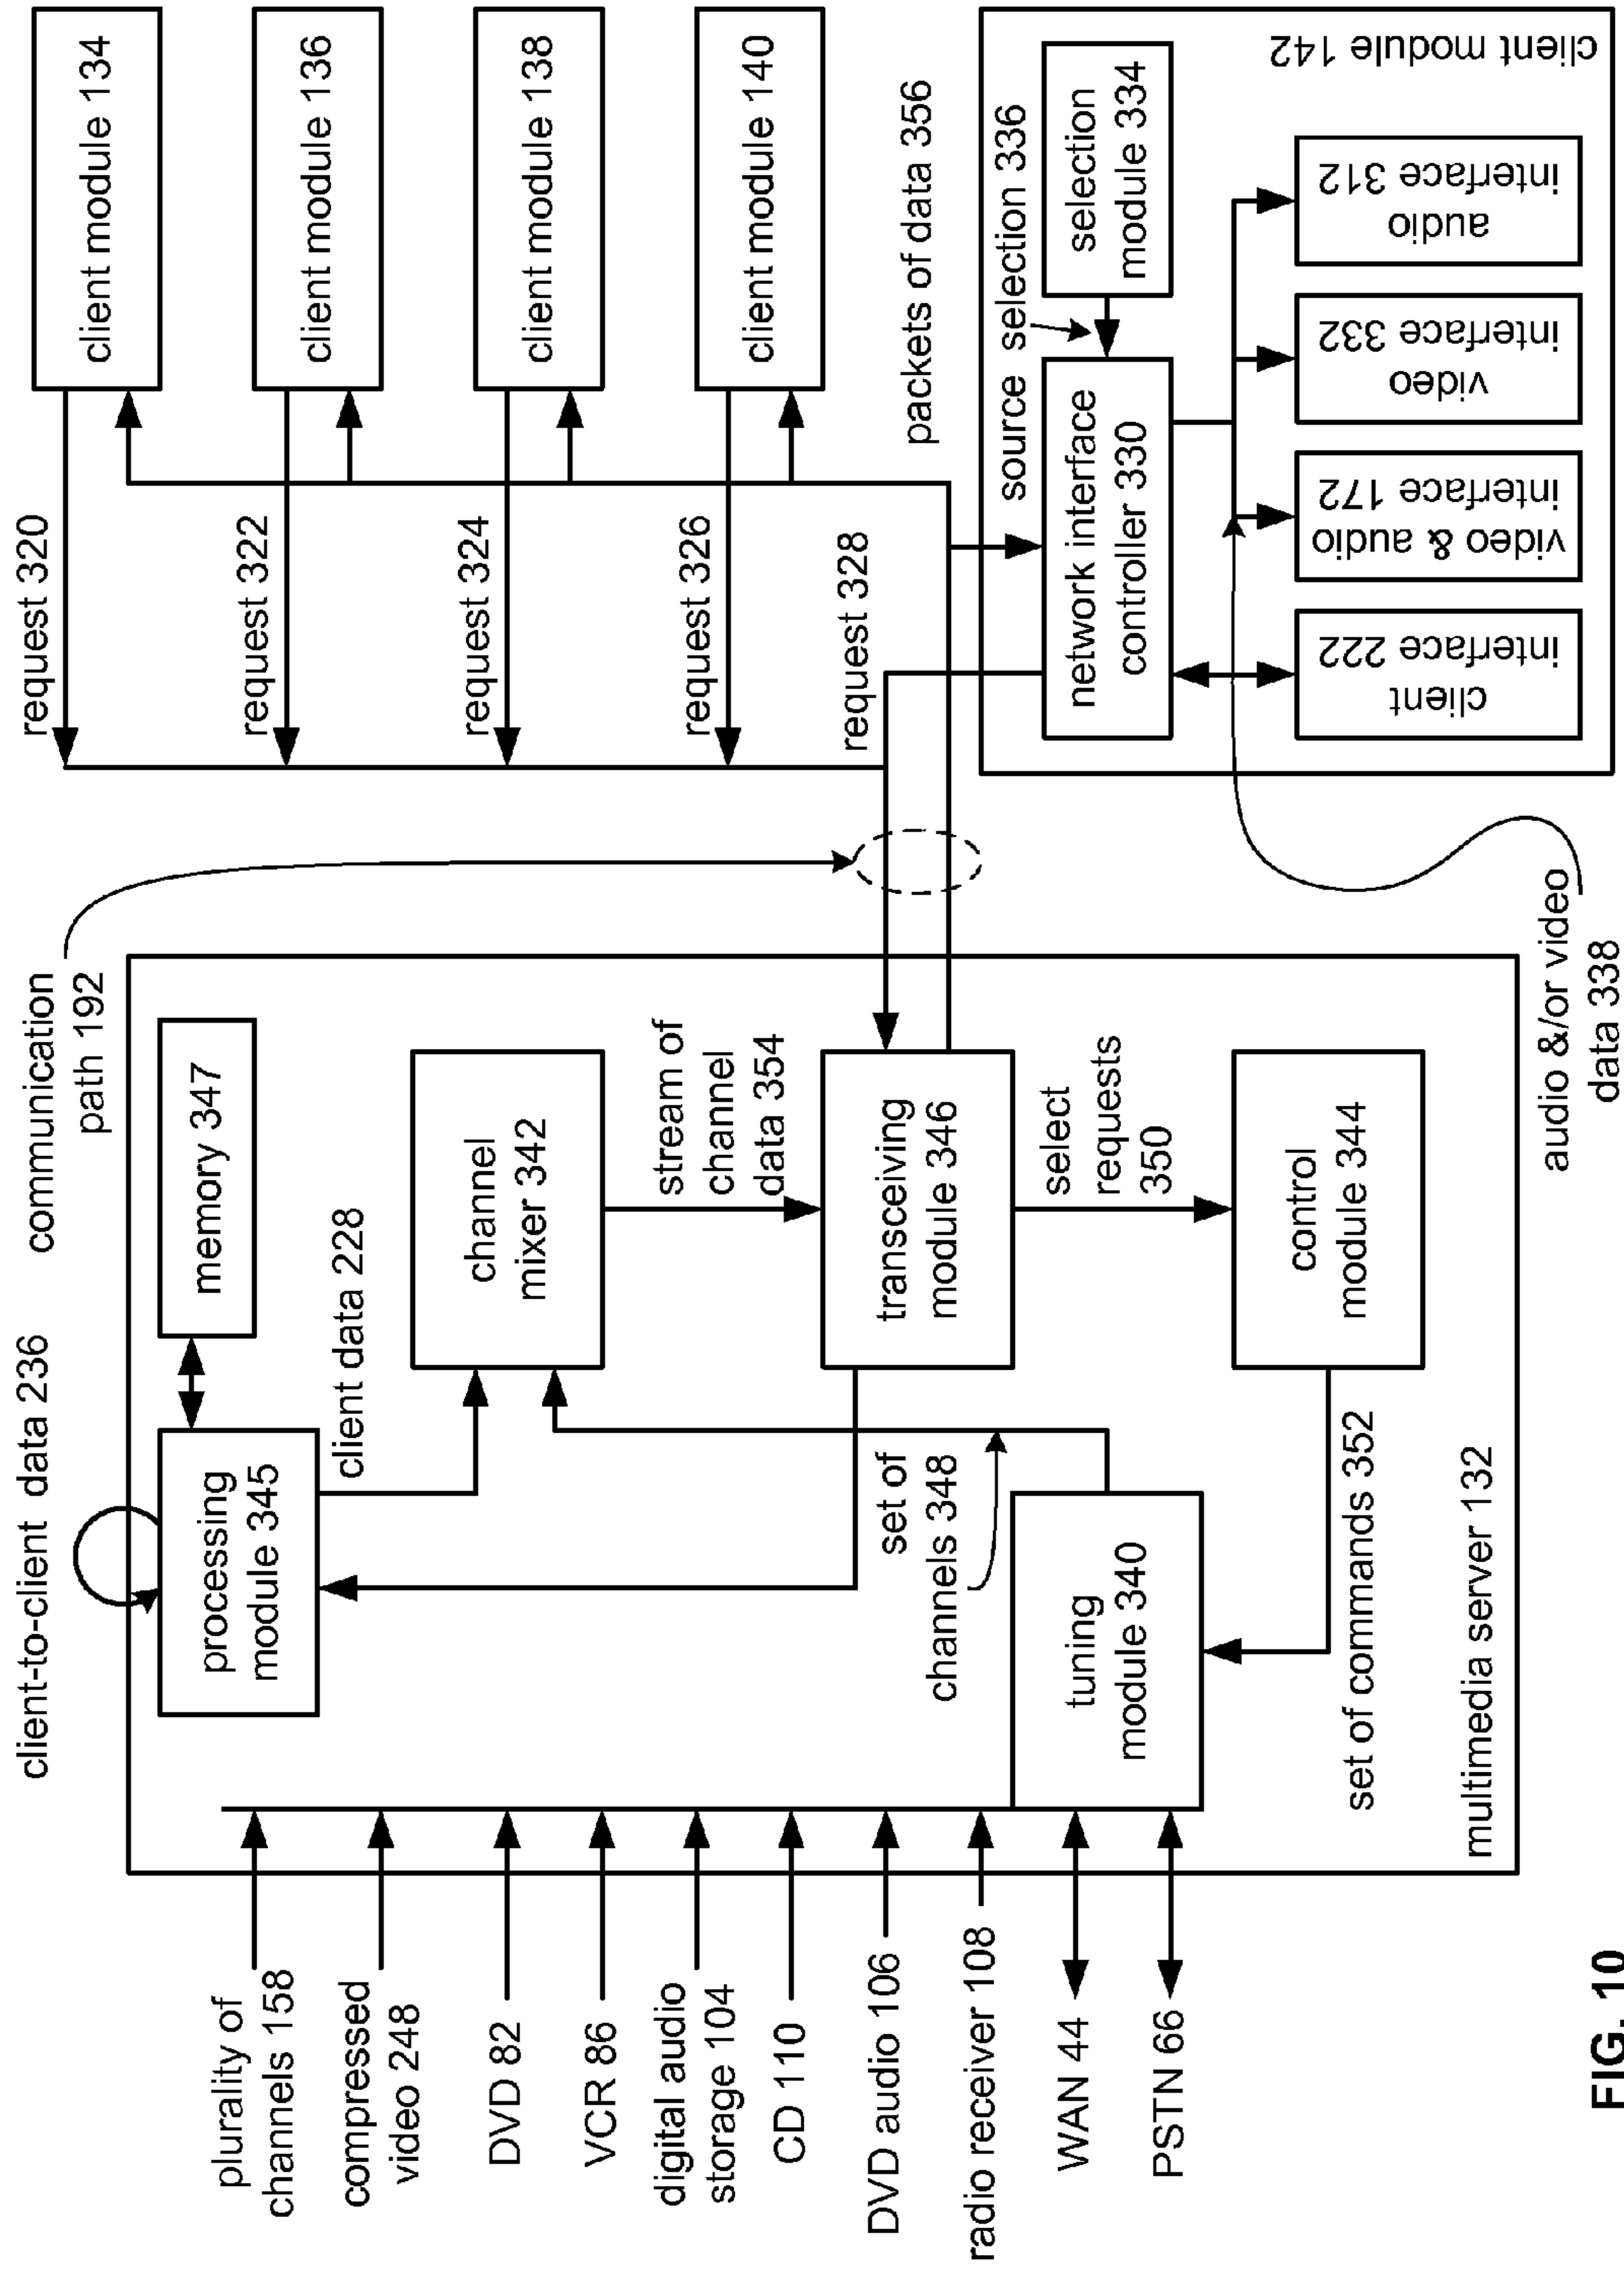 client-to-client data 236
communication
path 192
plurality of
channels 158
compressed
video 248
DVD 82
VCR 86
digital audio
storage 104
CD 110
DVD audio 106
radio receiver 108
WAN 44
PSTN 66
processing
module 345
memory 347
client data 228
channel
mixer 342
stream of
channel
data 354
set of
channels 348
transceiving
module 346
select
requests
350
tuning
module 340
control
module 344
set of commands 352
multimedia server 132
request 320
client module 134
request 322
client module 136
request 324
client module 138
request 326
client module 140
request 328
packets of data 356
source selection 336
network interface
controller 330
selection
module 334
client
interface 222
video & audio
interface 172
video
interface 332
audio
interface 312
client module 142
audio &/or video
data 338
FIG. 10